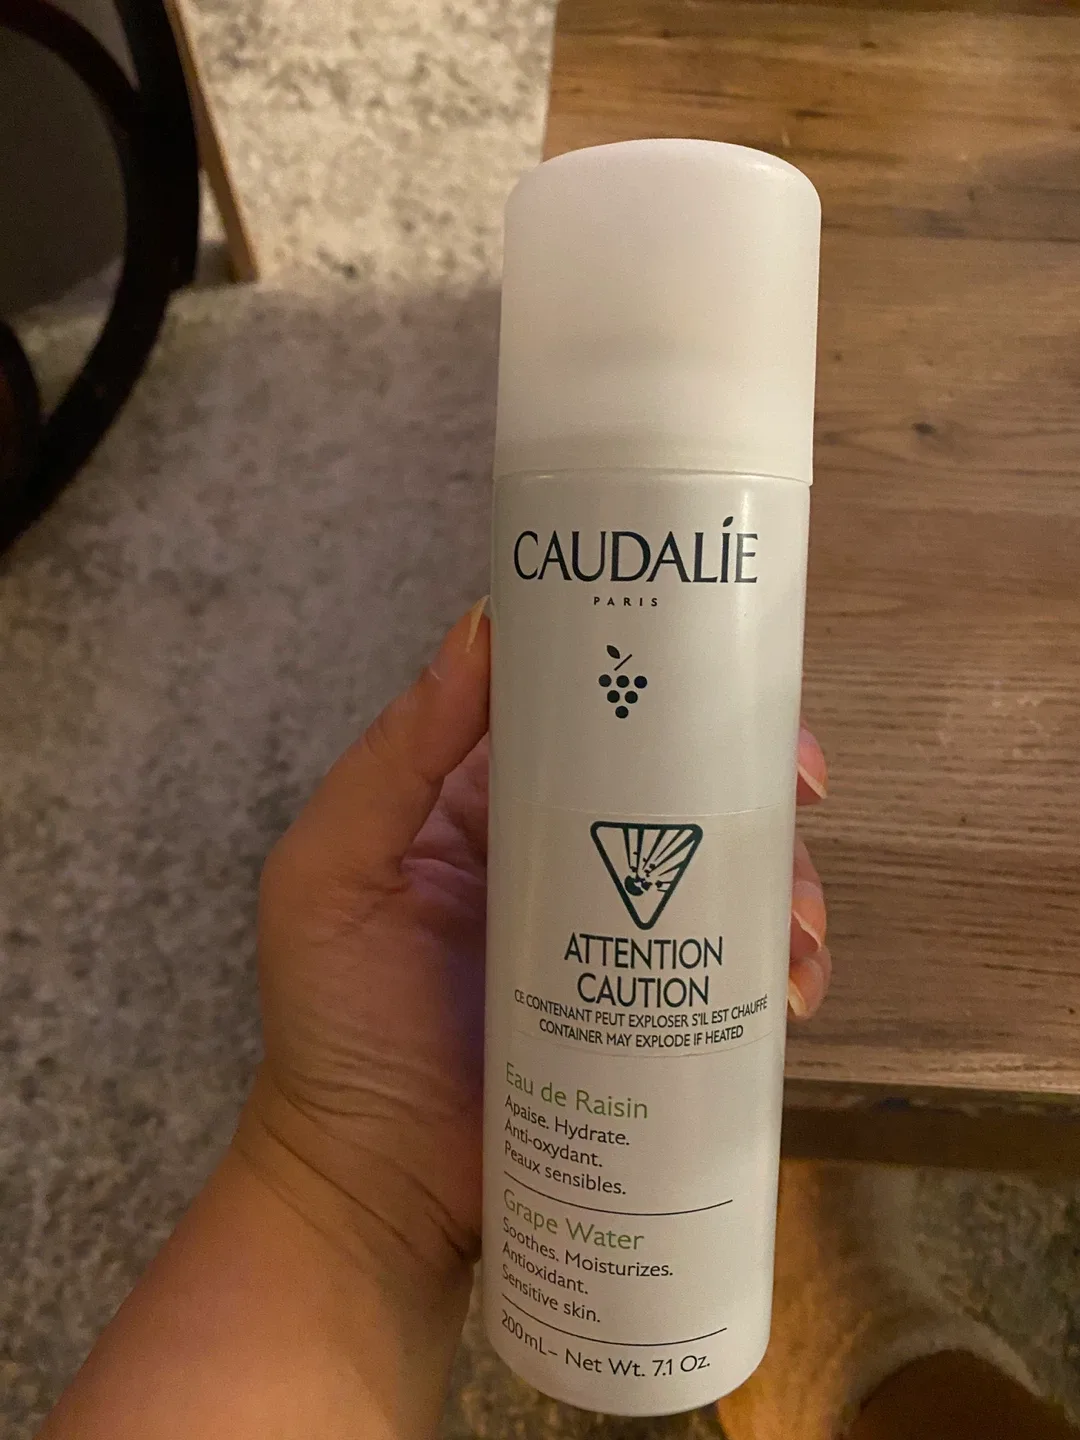 CAUDALÍE
PARIS
ATTENTION
CAUTION
CE CONTENANT PEUT EXPLOSER S'IL EST CHAUFFÉ
CONTAINER MAY EXPLODE IF HEATED
Eau de Raisin
Apaise. Hydrate.
Anti-oxydant.
Peaux sensibles.
Grape Water
Soothes. Moisturizes.
Antioxidant.
Sensitive skin.
200mL– Net Wt. 7.1 Oz.